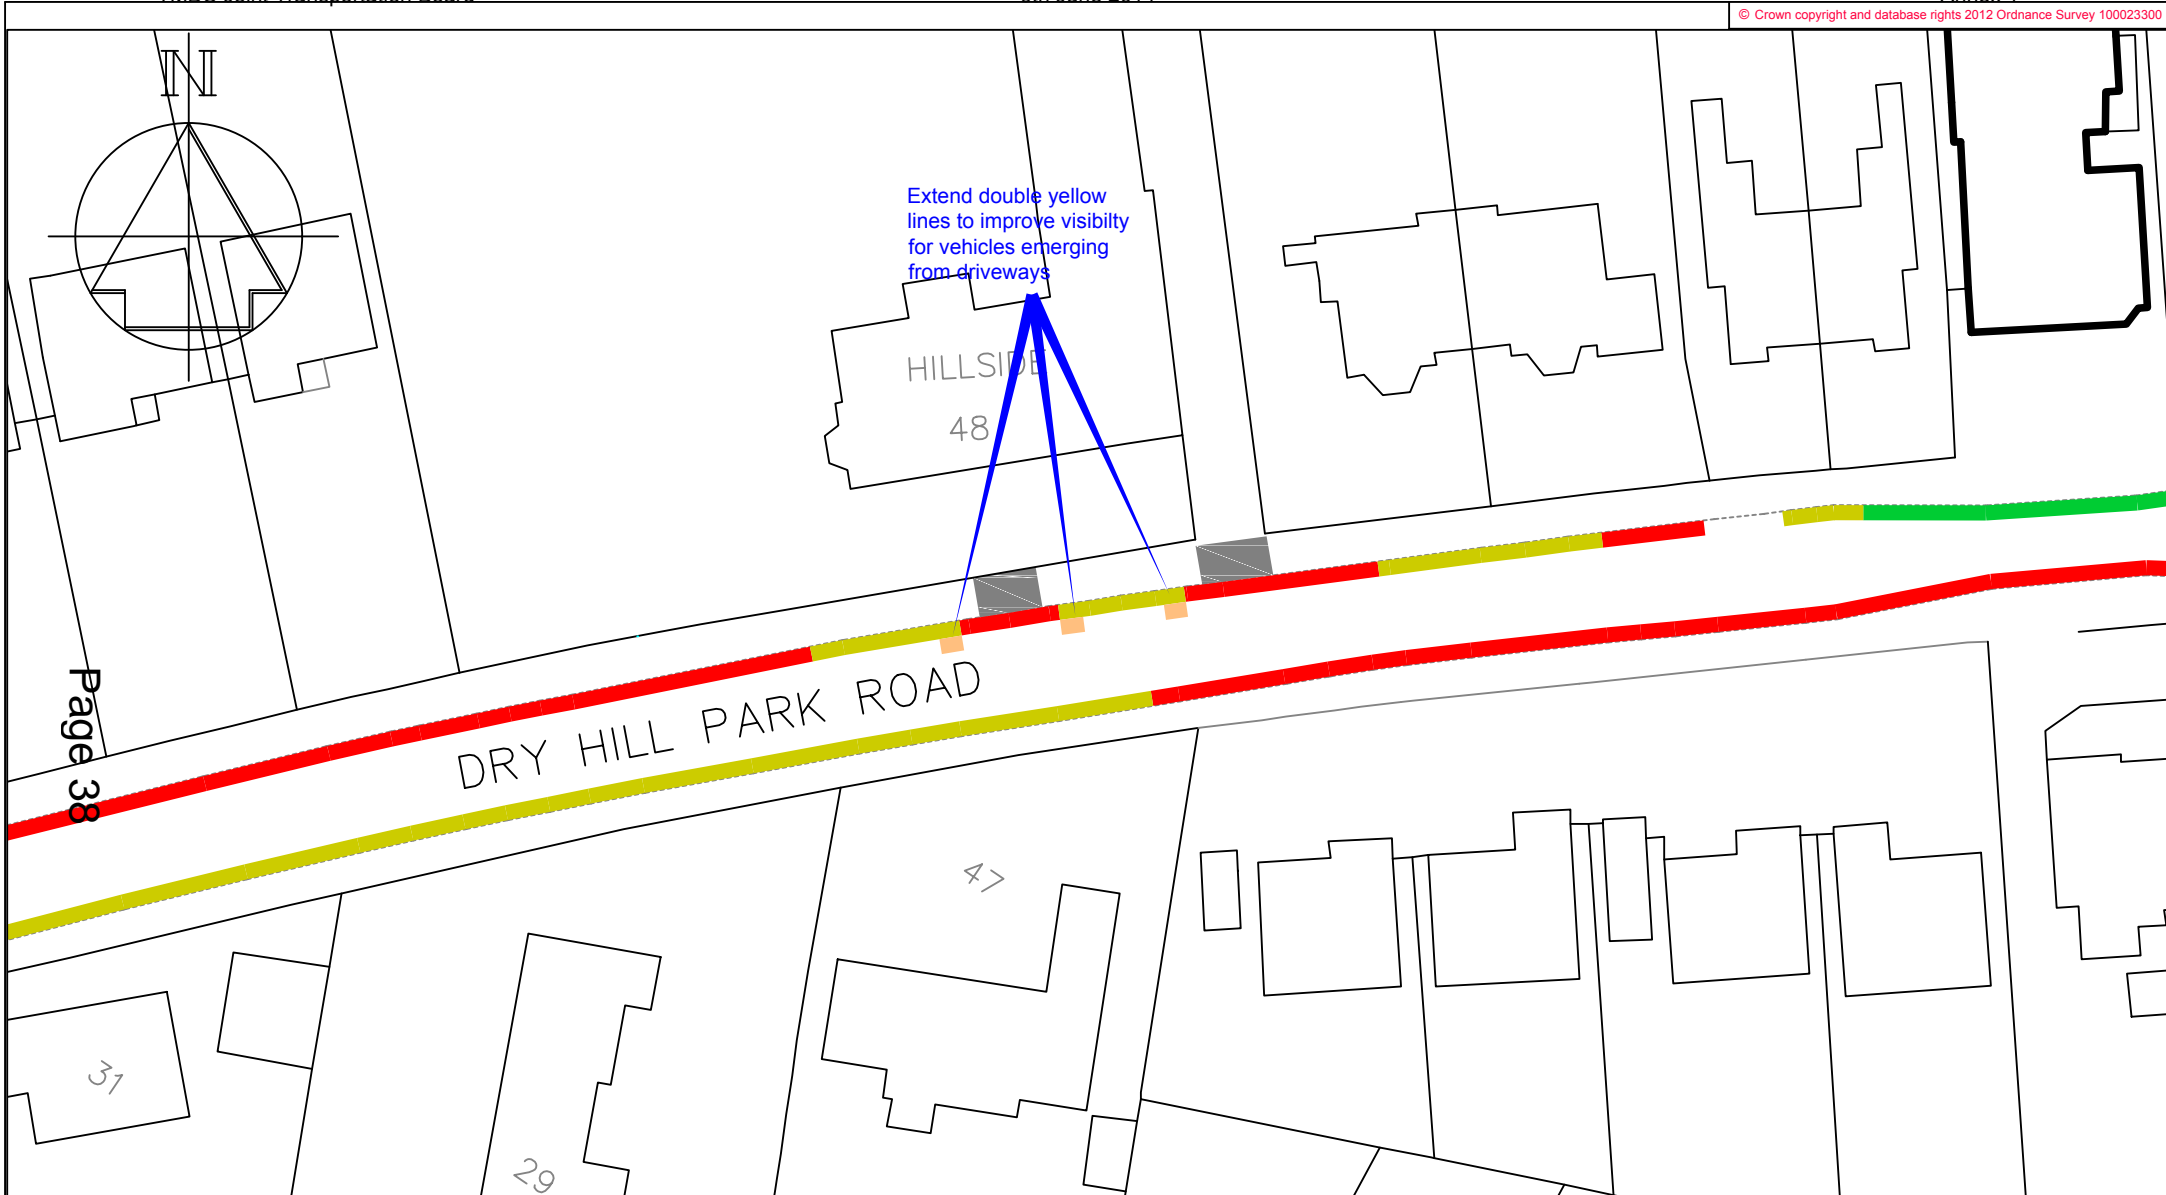 © Crown copyright and database rights 2012 Ordnance Survey 100023300
N
Extend double yellow
lines to improve visibilty
for vehicles emerging
from driveways
HILLSIDE
48
DRY HILL PARK ROAD
Page 38
47
31
29